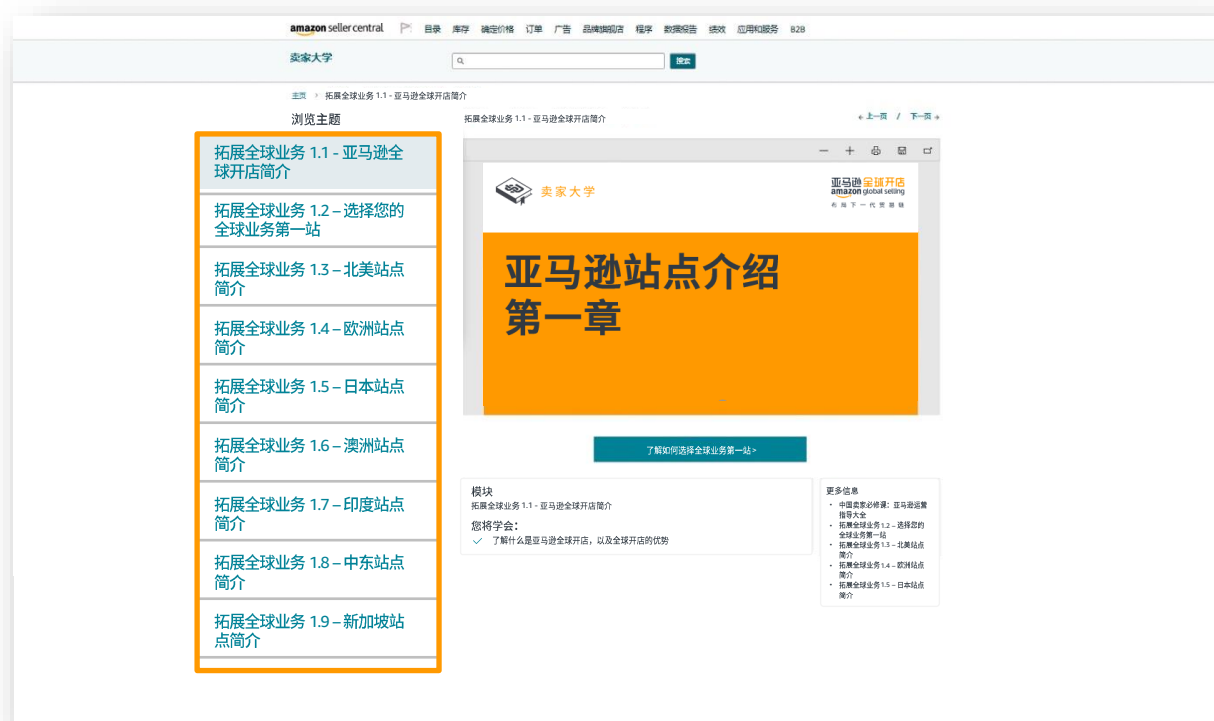 amazon seller central 目录 库存 确定价格 订单 广告 品牌旗舰店 程序 数据报告 绩效 应用和服务 B2B
卖家大学
搜索
主页 › 拓展全球业务 1.1 - 亚马逊全球开店简介
浏览主题
拓展全球业务 1.1 - 亚马逊全
球开店简介
拓展全球业务 1.2 – 选择您的
全球业务第一站
拓展全球业务 1.3 – 北美站点
简介
拓展全球业务 1.4 – 欧洲站点
简介
拓展全球业务 1.5 – 日本站点
简介
拓展全球业务 1.6 – 澳洲站点
简介
拓展全球业务 1.7 – 印度站点
简介
拓展全球业务 1.8 – 中东站点
简介
拓展全球业务 1.9 – 新加坡站
点简介
拓展全球业务 1.1 - 亚马逊全球开店简介
← 上一页 / 下一页 →
卖家大学
亚马逊全球开店
amazon global selling
布局下一代贸易链
亚马逊站点介绍
第一章
了解如何选择全球业务第一站>
模块
拓展全球业务 1.1 - 亚马逊全球开店简介
您将学会：
了解什么是亚马逊全球开店，以及全球开店的优势
更多信息
• 中国卖家必修课：亚马逊运营
指导大全
• 拓展全球业务1.2 – 选择您的
全球业务第一站
• 拓展全球业务1.3 – 北美站点
简介
• 拓展全球业务1.4 – 欧洲站点
简介
• 拓展全球业务1.5 – 日本站点
简介